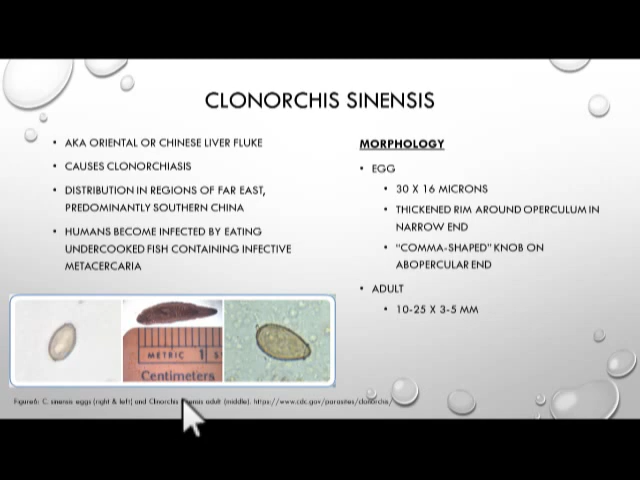 CLONORCHIS SINENSIS
• AKA ORIENTAL OR CHINESE LIVER FLUKE
• CAUSES CLONORCHIASIS
• DISTRIBUTION IN REGIONS OF FAR EAST,
PREDOMINANTLY SOUTHERN CHINA
• HUMANS BECOME INFECTED BY EATING
UNDERCOOKED FISH CONTAINING INFECTIVE
METACERCARIA
MORPHOLOGY
• EGG
• 30 X 16 MICRONS
• THICKENED RIM AROUND OPERCULUM IN
NARROW END
• "COMMA-SHAPED" KNOB ON
ABOPERCULAR END
• ADULT
• 10-25 X 3-5 MM
METRIC 1
Centimeters
Figure6: C. sinensis eggs (right & left) and Clinorchis adult (middle). https://www.cdc.gov/parasites/clonorchis/